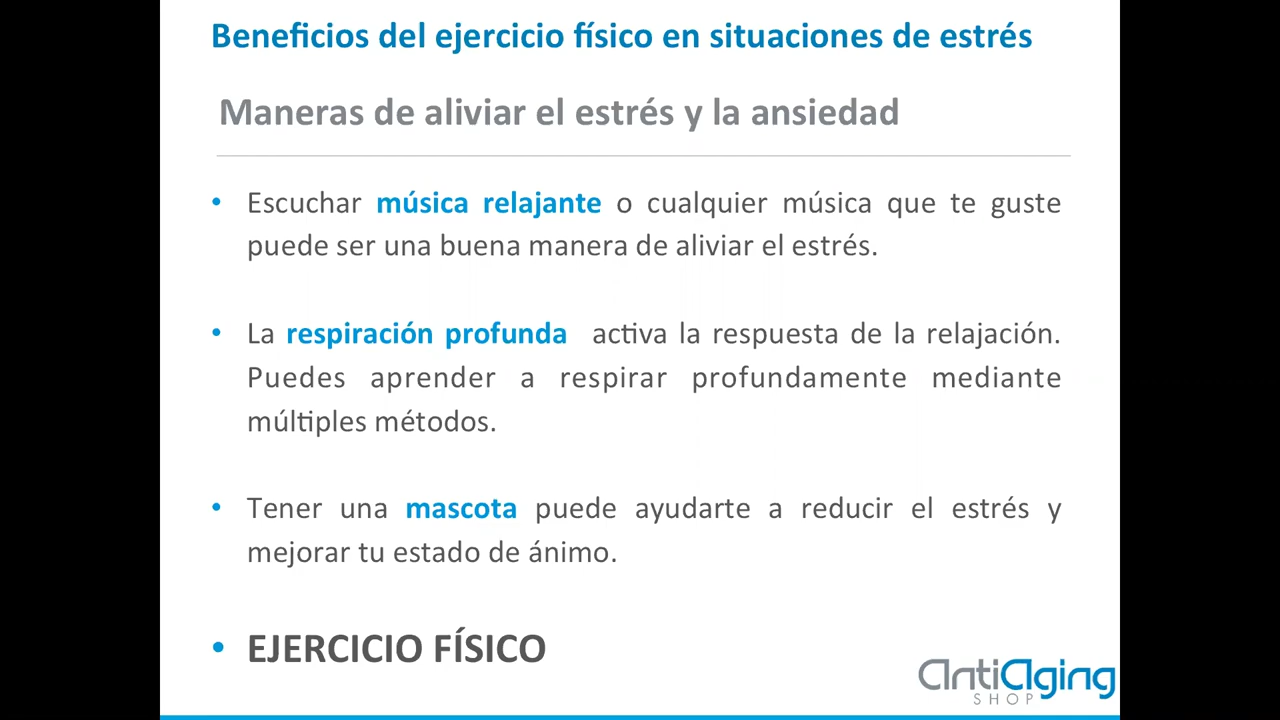 Beneficios del ejercicio físico en situaciones de estrés
Maneras de aliviar el estrés y la ansiedad
• Escuchar música relajante o cualquier música que te guste
puede ser una buena manera de aliviar el estrés.
• La respiración profunda activa la respuesta de la relajación.
Puedes aprender a respirar profundamente mediante
múltiples métodos.
• Tener una mascota puede ayudarte a reducir el estrés y
mejorar tu estado de ánimo.
• EJERCICIO FÍSICO
antiaging
SHOP